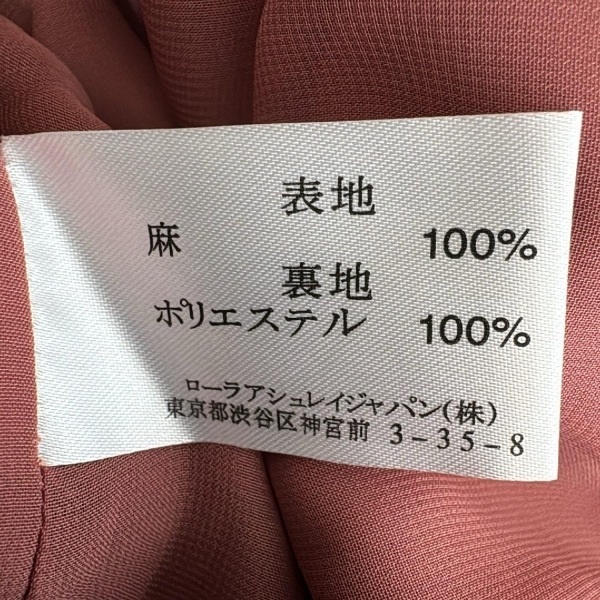 表地
麻 100%
裏地
ポリエステル 100%
ローラアシュレイジャパン(株)
東京都渋谷区神宮前 3-35-8